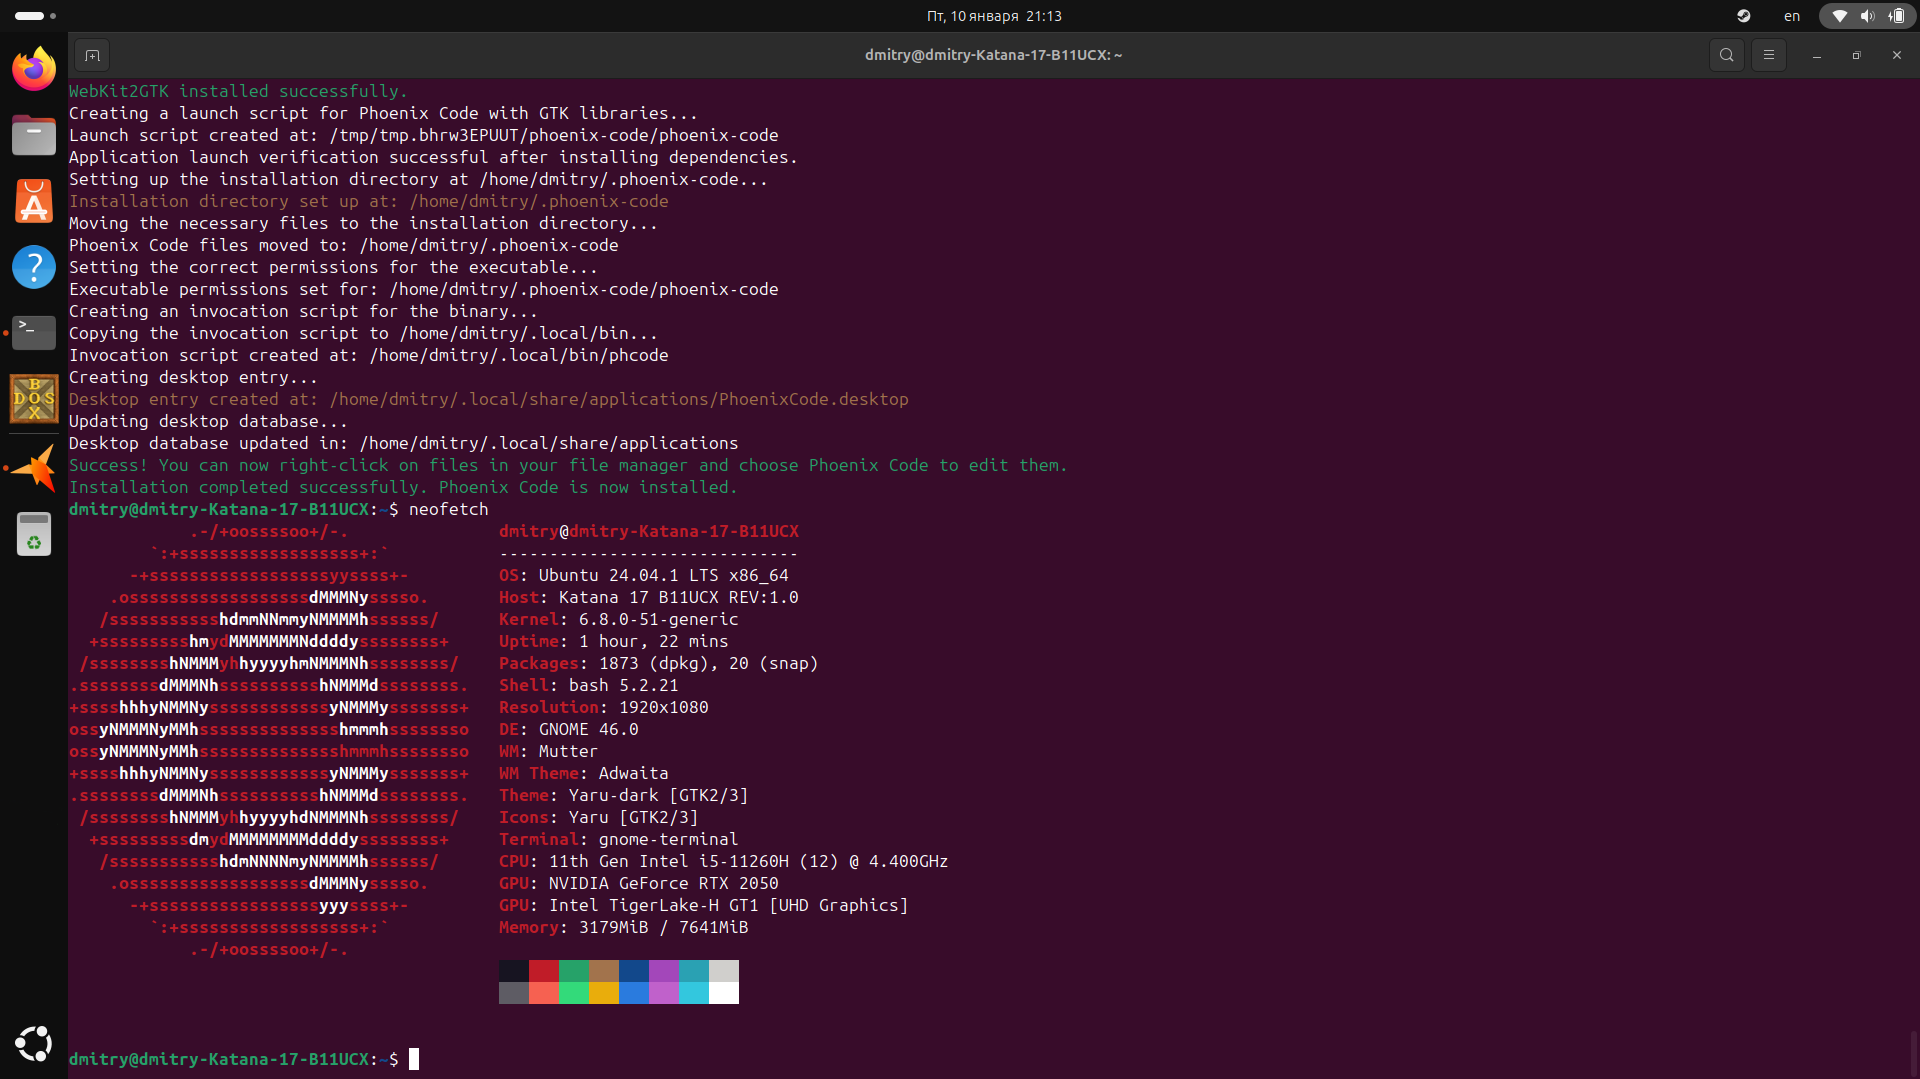 Пт, 10 января 21:13
en
dmitry@dmitry-Katana-17-B11UCX: ~
WebKit2GTK installed successfully.
Creating a launch script for Phoenix Code with GTK libraries...
Launch script created at: /tmp/tmp.bhrw3EPUUT/phoenix-code/phoenix-code
Application launch verification successful after installing dependencies.
Setting up the installation directory at /home/dmitry/.phoenix-code...
Installation directory set up at: /home/dmitry/.phoenix-code
Moving the necessary files to the installation directory...
Phoenix Code files moved to: /home/dmitry/.phoenix-code
Setting the correct permissions for the executable...
Executable permissions set for: /home/dmitry/.phoenix-code/phoenix-code
Creating an invocation script for the binary...
Copying the invocation script to /home/dmitry/.local/bin...
Invocation script created at: /home/dmitry/.local/bin/phcode
Creating desktop entry...
Desktop entry created at: /home/dmitry/.local/share/applications/PhoenixCode.desktop
Updating desktop database...
Desktop database updated in: /home/dmitry/.local/share/applications
Success! You can now right-click on files in your file manager and choose Phoenix Code to edit them.
Installation completed successfully. Phoenix Code is now installed.
dmitry@dmitry-Katana-17-B11UCX:~$ neofetch
.-/+oossssoo+/-. dmitry@dmitry-Katana-17-B11UCX
`:+ssssssssssssssssss+:` ------------------------------
-+ssssssssssssssssssyyssss+- OS: Ubuntu 24.04.1 LTS x86_64
.ossssssssssssssssssdMMMNysssso. Host: Katana 17 B11UCX REV:1.0
/ssssssssssshdmmNNmmyNMMMMhssssss/ Kernel: 6.8.0-51-generic
+ssssssssshmydMMMMMMMNddddyssssssss+ Uptime: 1 hour, 22 mins
/sssssssshNMMMyhhyyyyhmNMMMNhssssssss/ Packages: 1873 (dpkg), 20 (snap)
.ssssssssdMMMNhsssssssssshNMMMdssssssss. Shell: bash 5.2.21
+sssshhhyNMMNyssssssssssssyNMMMysssssss+ Resolution: 1920x1080
ossyNMMMNyMMhsssssssssssssshmmmhssssssso DE: GNOME 46.0
ossyNMMMNyMMhsssssssssssssshmmmhssssssso WM: Mutter
+sssshhhyNMMNyssssssssssssyNMMMysssssss+ WM Theme: Adwaita
.ssssssssdMMMNhsssssssssshNMMMdssssssss. Theme: Yaru-dark [GTK2/3]
/sssssssshNMMMyhhyyyyhdNMMMNhssssssss/ Icons: Yaru [GTK2/3]
+sssssssssdmydMMMMMMMMddddyssssssss+ Terminal: gnome-terminal
/ssssssssssshdmNNNNmyNMMMMhssssss/ CPU: 11th Gen Intel i5-11260H (12) @ 4.400GHz
.ossssssssssssssssssdMMMNysssso. GPU: NVIDIA GeForce RTX 2050
-+sssssssssssssssssyyyssss+- GPU: Intel TigerLake-H GT1 [UHD Graphics]
`:+ssssssssssssssssss+:` Memory: 3179MiB / 7641MiB
.-/+oossssoo+/-.
dmitry@dmitry-Katana-17-B11UCX:~$
B
DOS
X